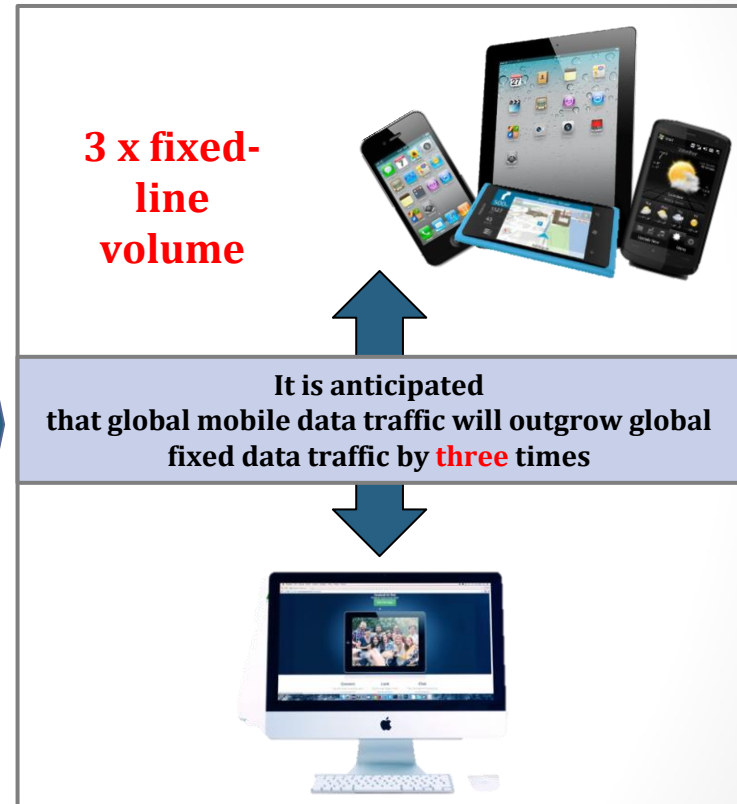 3 x fixed-
line
volume
It is anticipated
that global mobile data traffic will outgrow global
fixed data traffic by three times